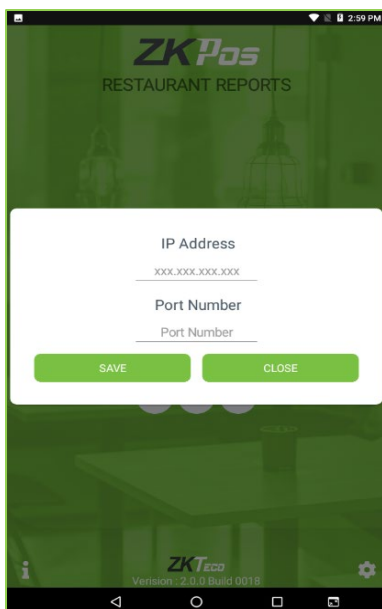 2:59 PM
ZKPos
RESTAURANT REPORTS
IP Address
xxx.xxx.xxx.xxx
Port Number
Port Number
SAVE CLOSE
ZKTECO
Verision : 2.0.0 Build 0018